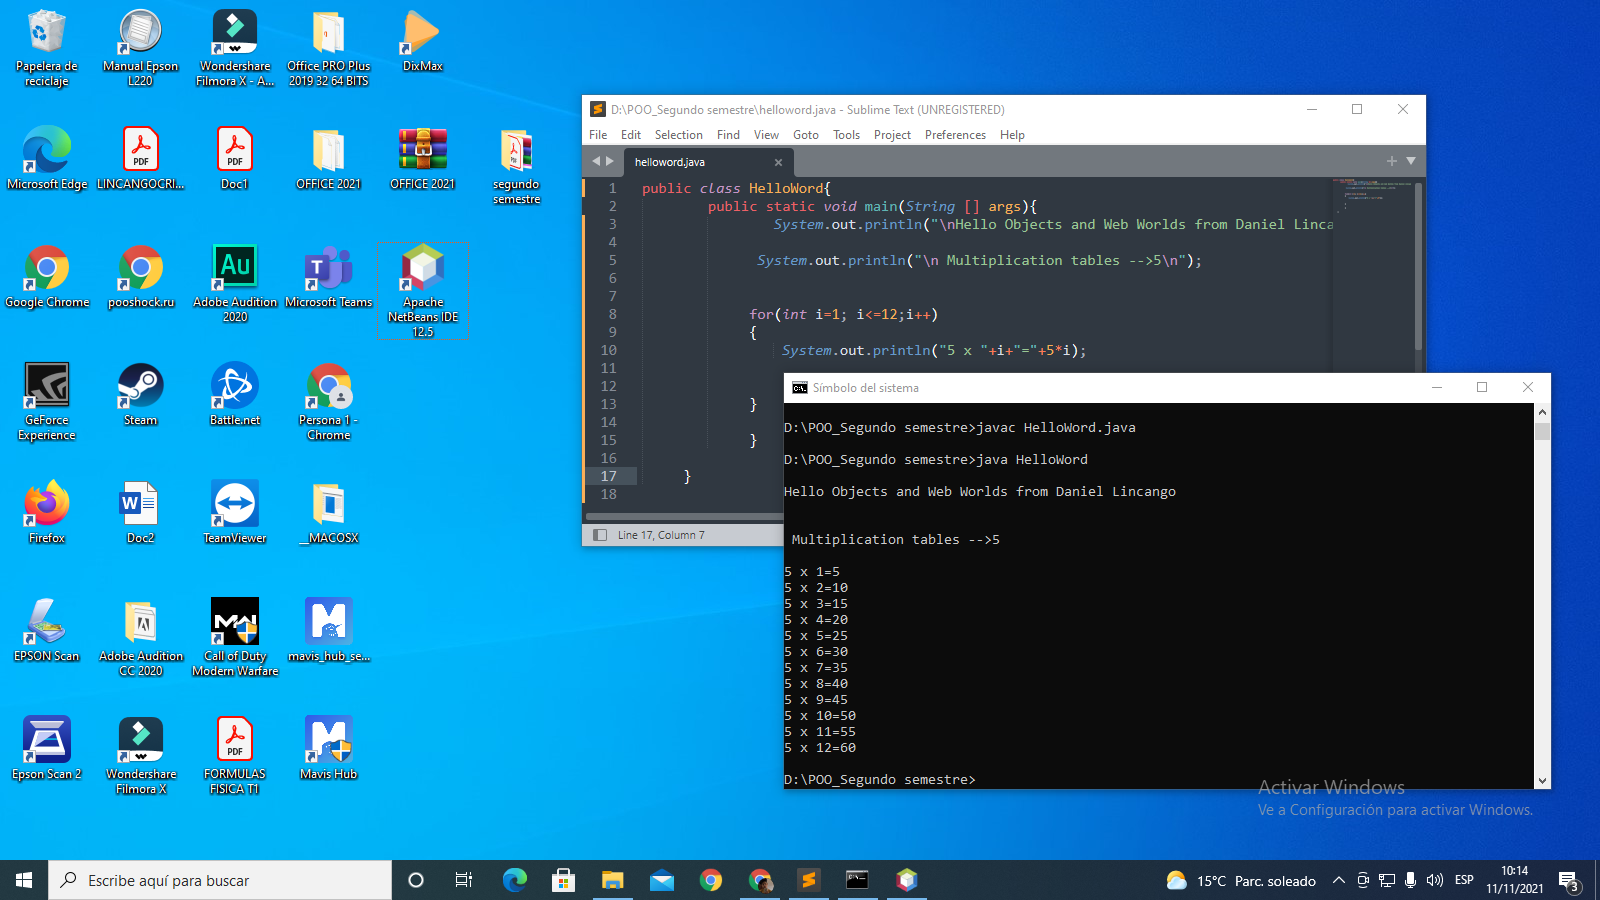 Papelera de
reciclaje
Manual Epson
L220
Wondershare
Filmora X - A...
Office PRO Plus
2019 32 64 BITS
DixMax
Microsoft Edge
LINCANGOCRI...
Doc1
OFFICE 2021
OFFICE 2021
segundo
semestre
Google Chrome
pooshock.ru
Adobe Audition
2020
Microsoft Teams
Apache
NetBeans IDE
12.5
GeForce
Experience
Steam
Battle.net
Persona 1 -
Chrome
Firefox
Doc2
TeamViewer
__MACOSX
EPSON Scan
Adobe Audition
CC 2020
Call of Duty
Modern Warfare
mavis_hub_se...
Epson Scan 2
Wondershare
Filmora X
FORMULAS
FISICA T1
Mavis Hub
D:\POO_Segundo semestre\helloword.java - Sublime Text (UNREGISTERED)
File Edit Selection Find View Goto Tools Project Preferences Help
helloword.java
1 public class HelloWord{
2 public static void main(String [] args){
3 System.out.println("\nHello Objects and Web Worlds from Daniel Linca
4
5 System.out.println("\n Multiplication tables -->5\n");
6
7
8 for(int i=1; i<=12;i++)
9 {
10 System.out.println("5 x "+i+"="+5*i);
11
12
13 }
14
15 }
16
17 }
18
Line 17, Column 7
Símbolo del sistema
D:\POO_Segundo semestre>javac HelloWord.java
D:\POO_Segundo semestre>java HelloWord
Hello Objects and Web Worlds from Daniel Lincango
Multiplication tables -->5
5 x 1=5
5 x 2=10
5 x 3=15
5 x 4=20
5 x 5=25
5 x 6=30
5 x 7=35
5 x 8=40
5 x 9=45
5 x 10=50
5 x 11=55
5 x 12=60
D:\POO_Segundo semestre>
Activar Windows
Ve a Configuración para activar Windows.
Escribe aquí para buscar
15°C Parc. soleado
ESP
10:14
11/11/2021
3